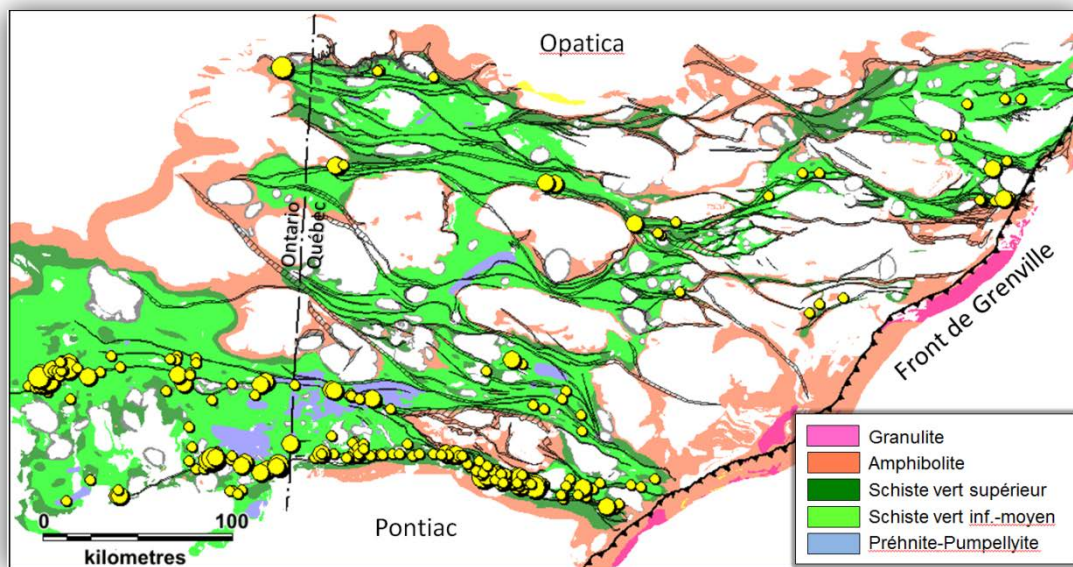 Opatica
Ontario
Québec
Front de Grenville
Pontiac
0 100
kilometres
Granulite
Amphibolite
Schiste vert supérieur
Schiste vert inf.-moyen
Préhnite-Pumpellyite